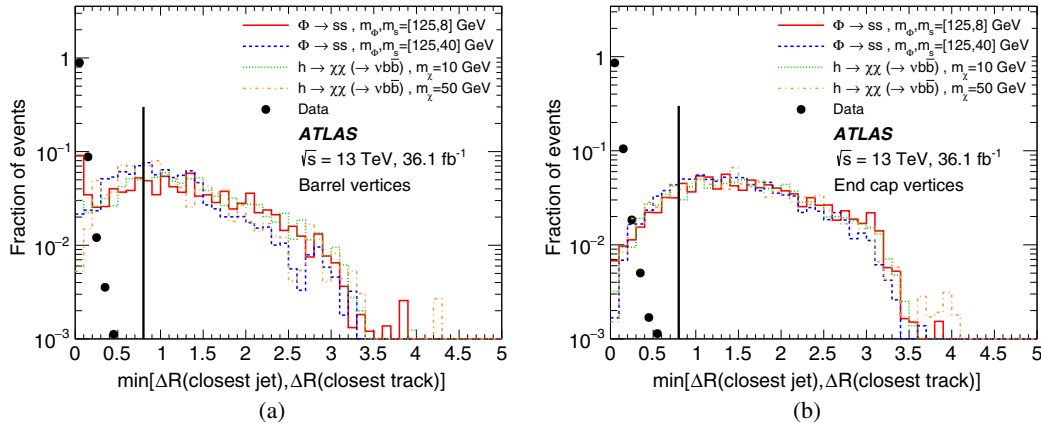 Fraction of events
1
10⁻¹
10⁻²
10⁻³
Φ → ss , m_Φ,m_s=[125,8] GeV
Φ → ss , m_Φ,m_s=[125,40] GeV
h → χχ (→ νbb̅) , m_χ=10 GeV
h → χχ (→ νbb̅) , m_χ=50 GeV
Data
ATLAS
√s = 13 TeV, 36.1 fb⁻¹
Barrel vertices
0 0.5 1 1.5 2 2.5 3 3.5 4 4.5 5
min[ΔR(closest jet),ΔR(closest track)]
(a)
Fraction of events
1
10⁻¹
10⁻²
10⁻³
Φ → ss , m_Φ,m_s=[125,8] GeV
Φ → ss , m_Φ,m_s=[125,40] GeV
h → χχ (→ νbb̅) , m_χ=10 GeV
h → χχ (→ νbb̅) , m_χ=50 GeV
Data
ATLAS
√s = 13 TeV, 36.1 fb⁻¹
End cap vertices
0 0.5 1 1.5 2 2.5 3 3.5 4 4.5 5
min[ΔR(closest jet),ΔR(closest track)]
(b)